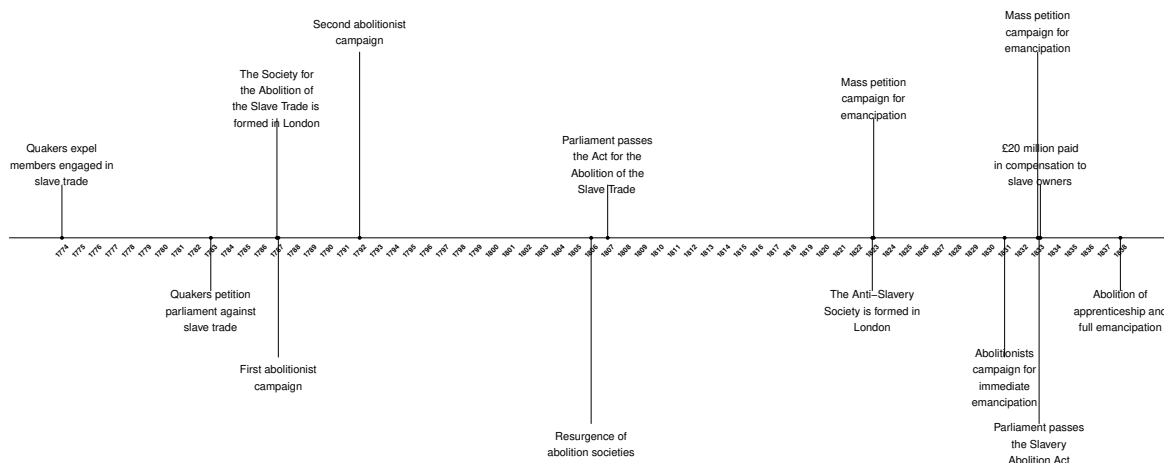 Mass petition
campaign for
emancipation
Second abolitionist
campaign
The Society for
the Abolition of
the Slave Trade is
formed in London
Mass petition
campaign for
emancipation
Quakers expel
members engaged in
slave trade
Parliament passes
the Act for the
Abolition of the
Slave Trade
£20 million paid
in compensation to
slave owners
1774 1775 1776 1777 1778 1779 1780 1781 1782 1783 1784 1785 1786 1787 1788 1789 1790 1791 1792 1793 1794 1795 1796 1797 1798 1799 1800 1801 1802 1803 1804 1805 1806 1807 1808 1809 1810 1811 1812 1813 1814 1815 1816 1817 1818 1819 1820 1821 1822 1823 1824 1825 1826 1827 1828 1829 1830 1831 1832 1833 1834 1835 1836 1837 1838
Quakers petition
parliament against
slave trade
The Anti−Slavery
Society is formed in
London
Abolition of
apprenticeship and
full emancipation
First abolitionist
campaign
Abolitionists
campaign for
immediate
emancipation
Resurgence of
abolition societies
Parliament passes
the Slavery
Abolition Act